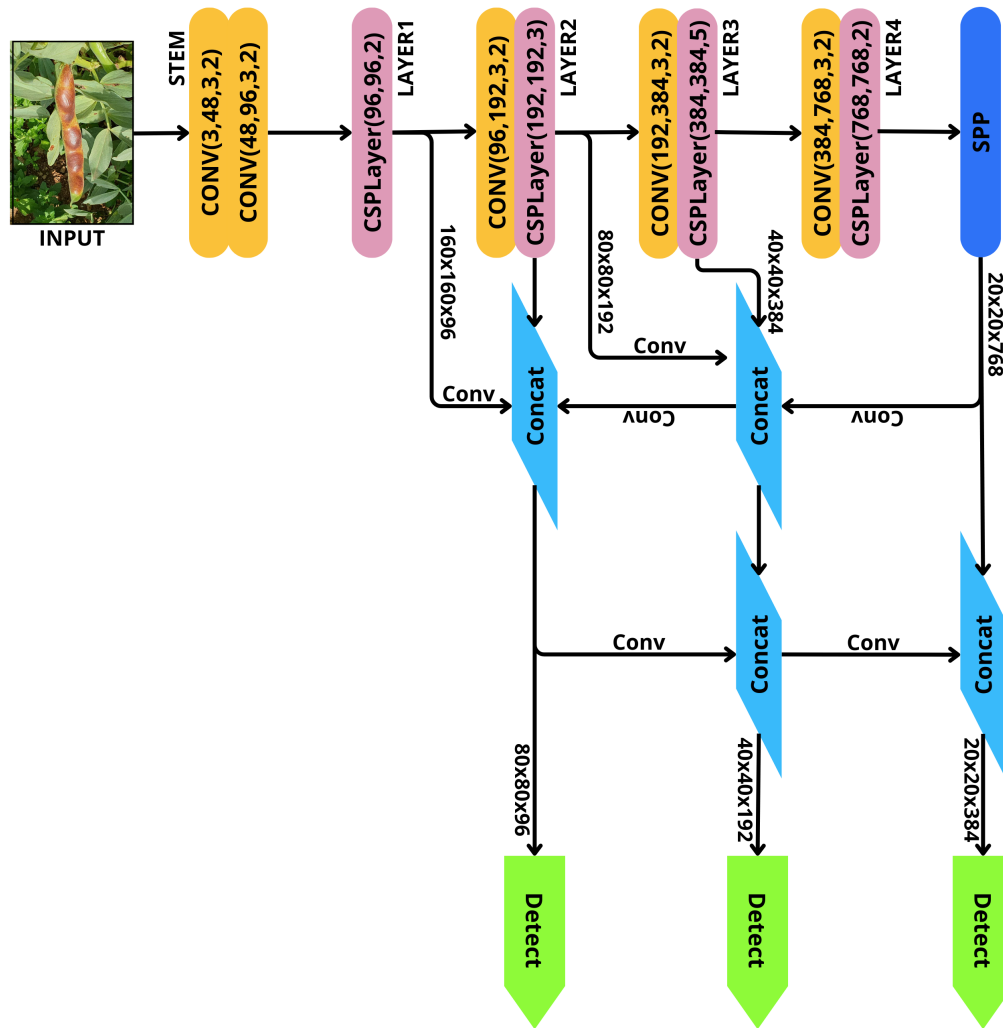 INPUT
STEM
CONV(3,48,3,2)
CONV(48,96,3,2)
CSPLayer(96,96,2)
LAYER1
CONV(96,192,3,2)
CSPLayer(192,192,3)
LAYER2
CONV(192,384,3,2)
CSPLayer(384,384,5)
LAYER3
CONV(384,768,3,2)
CSPLayer(768,768,2)
LAYER4
SPP
160x160x96
80x80x192
40x40x384
20x20x768
Conv
Conv
Concat
Conv
Concat
Conv
Conv
Concat
Conv
Concat
80x80x96
40x40x192
20x20x384
Detect
Detect
Detect